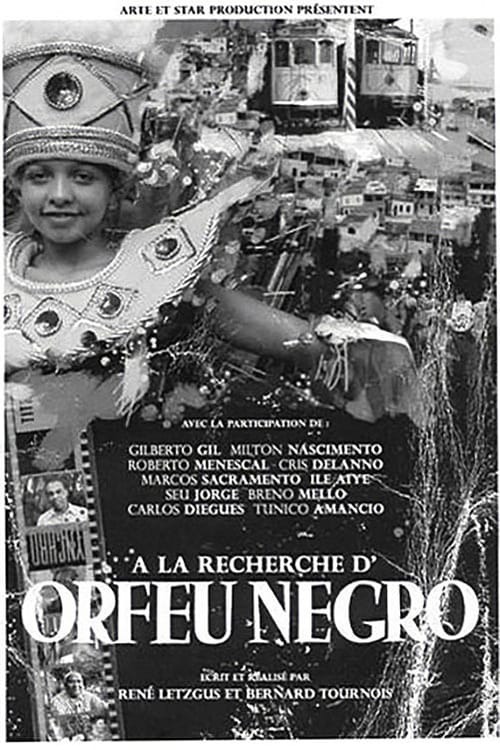 ARTE ET STAR PRODUCTION PRÉSENTENT
AVEC LA PARTICIPATION DE :
GILBERTO GIL MILTON NASCIMENTO
ROBERTO MENESCAL CRIS DELANNO
MARCOS SACRAMENTO ILE AIYE
SEU JORGE BRENO MELLO
CARLOS DIEGUES TUNICO AMANCIO
A LA RECHERCHE D'
ORFEU NEGRO
ECRIT ET RÉALISÉ PAR
RENÉ LETZGUS ET BERNARD TOURNOIS